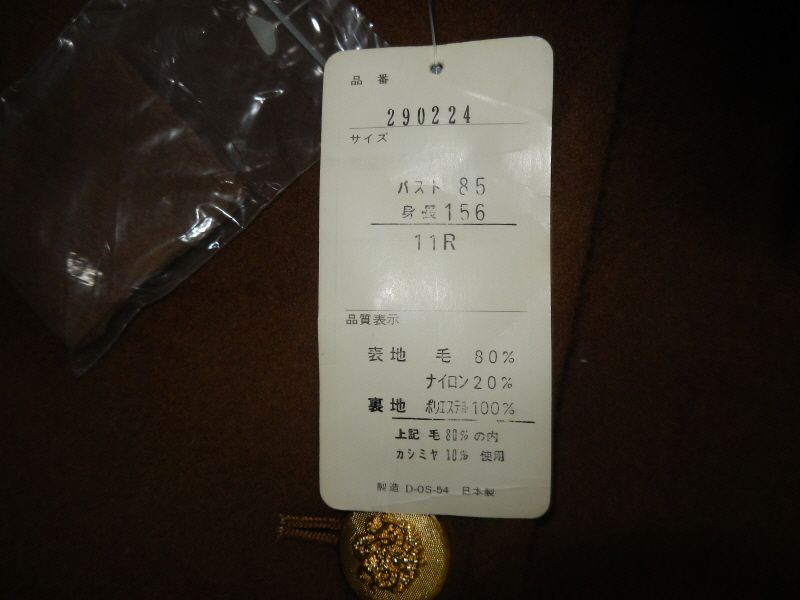 品番
290224
サイズ
バスト 85
身長 156
11R
品質表示
表地 毛 80%
ナイロン 20%
裏地 ポリエステル 100%
上記 毛 80% の内
カシミヤ 10% 使用
製造 D-OS-54 日本製